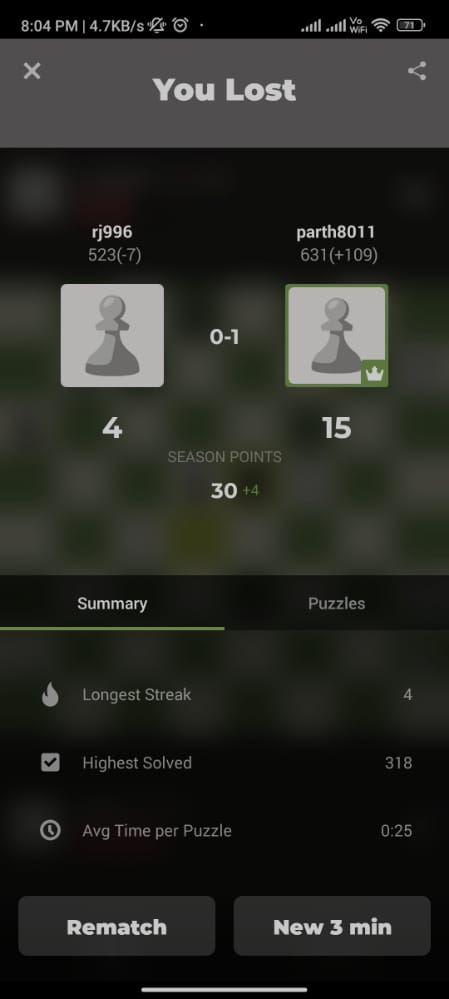 8:04 PM | 4.7KB/s
Vo
WiFi
71
You Lost
rj996
parth8011
523(-7)
631(+109)
0-1
4
15
SEASON POINTS
30 +4
Summary
Puzzles
Longest Streak
4
Highest Solved
318
Avg Time per Puzzle
0:25
Rematch
New 3 min